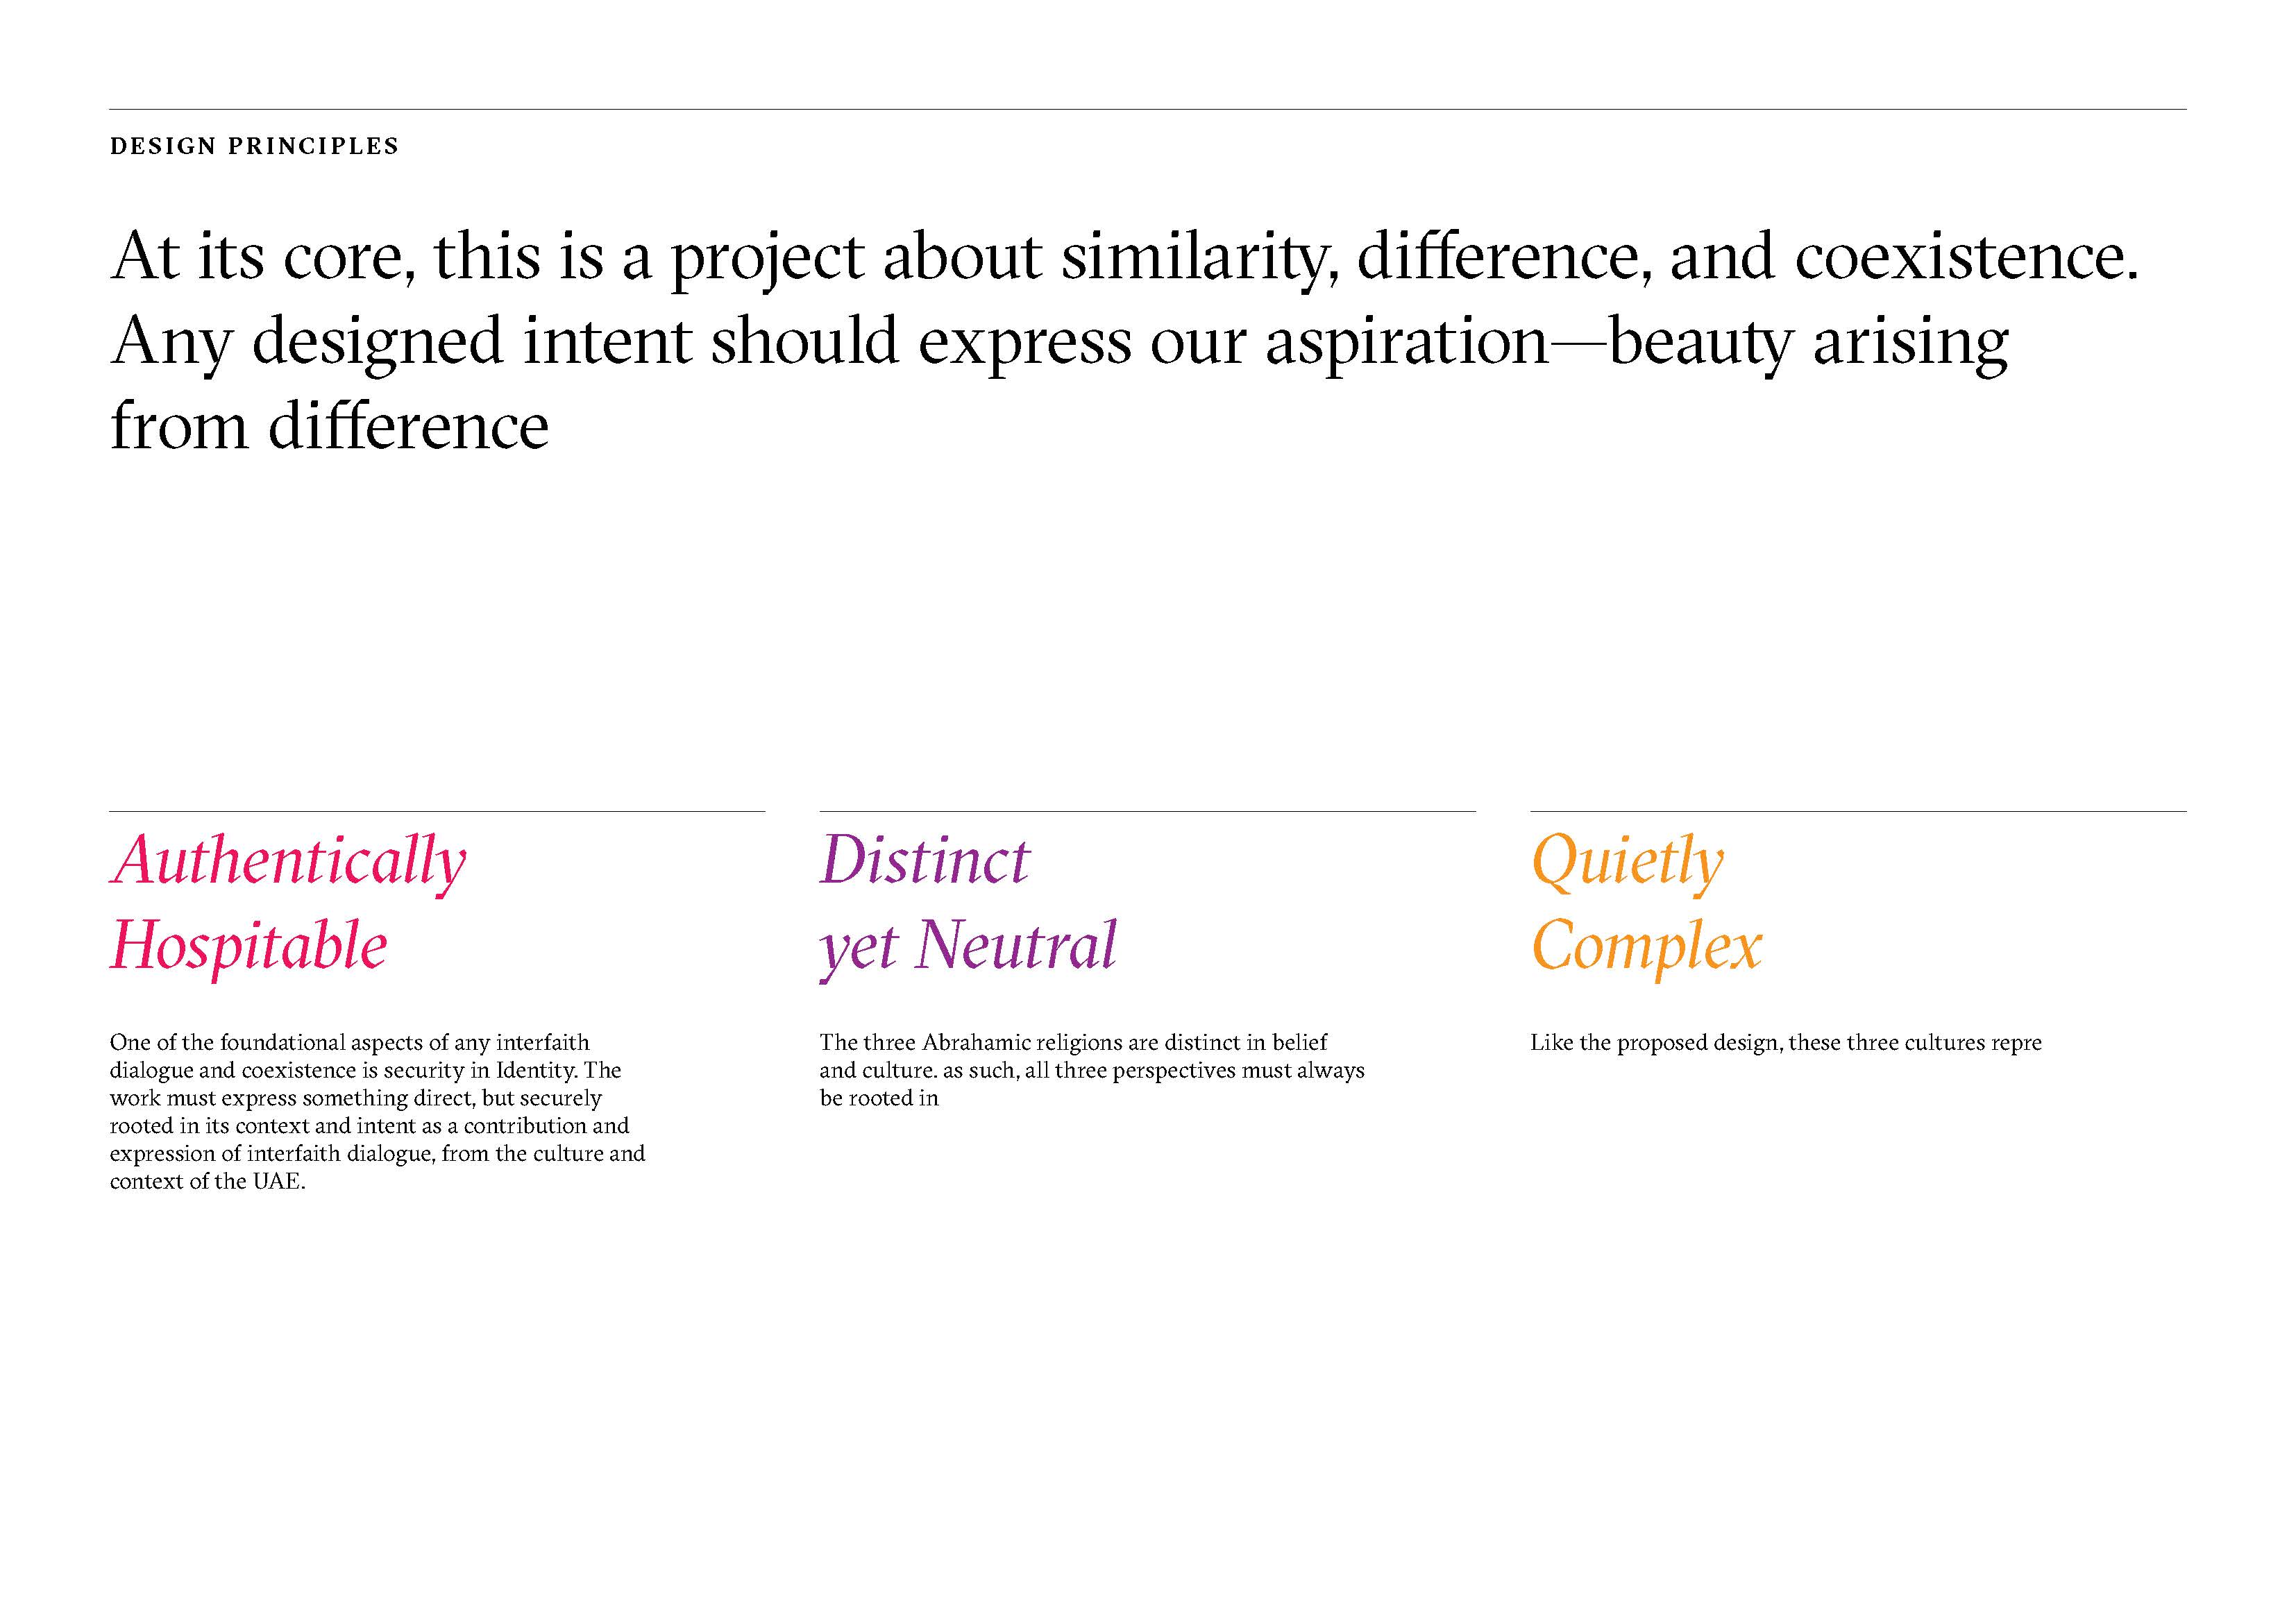 DESIGN PRINCIPLES
At its core, this is a project about similarity, difference, and coexistence.
Any designed intent should express our aspiration—beauty arising
from difference
Authentically
Hospitable
One of the foundational aspects of any interfaith
dialogue and coexistence is security in Identity. The
work must express something direct, but securely
rooted in its context and intent as a contribution and
expression of interfaith dialogue, from the culture and
context of the UAE.
Distinct
yet Neutral
The three Abrahamic religions are distinct in belief
and culture. as such, all three perspectives must always
be rooted in
Quietly
Complex
Like the proposed design, these three cultures repre